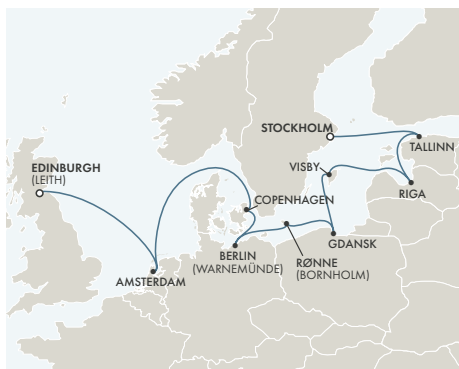 STOCKHOLM
TALLINN
EDINBURGH
(LEITH)
VISBY
RIGA
COPENHAGEN
BERLIN
(WARNEMÜNDE)
GDANSK
RØNNE
(BORNHOLM)
AMSTERDAM